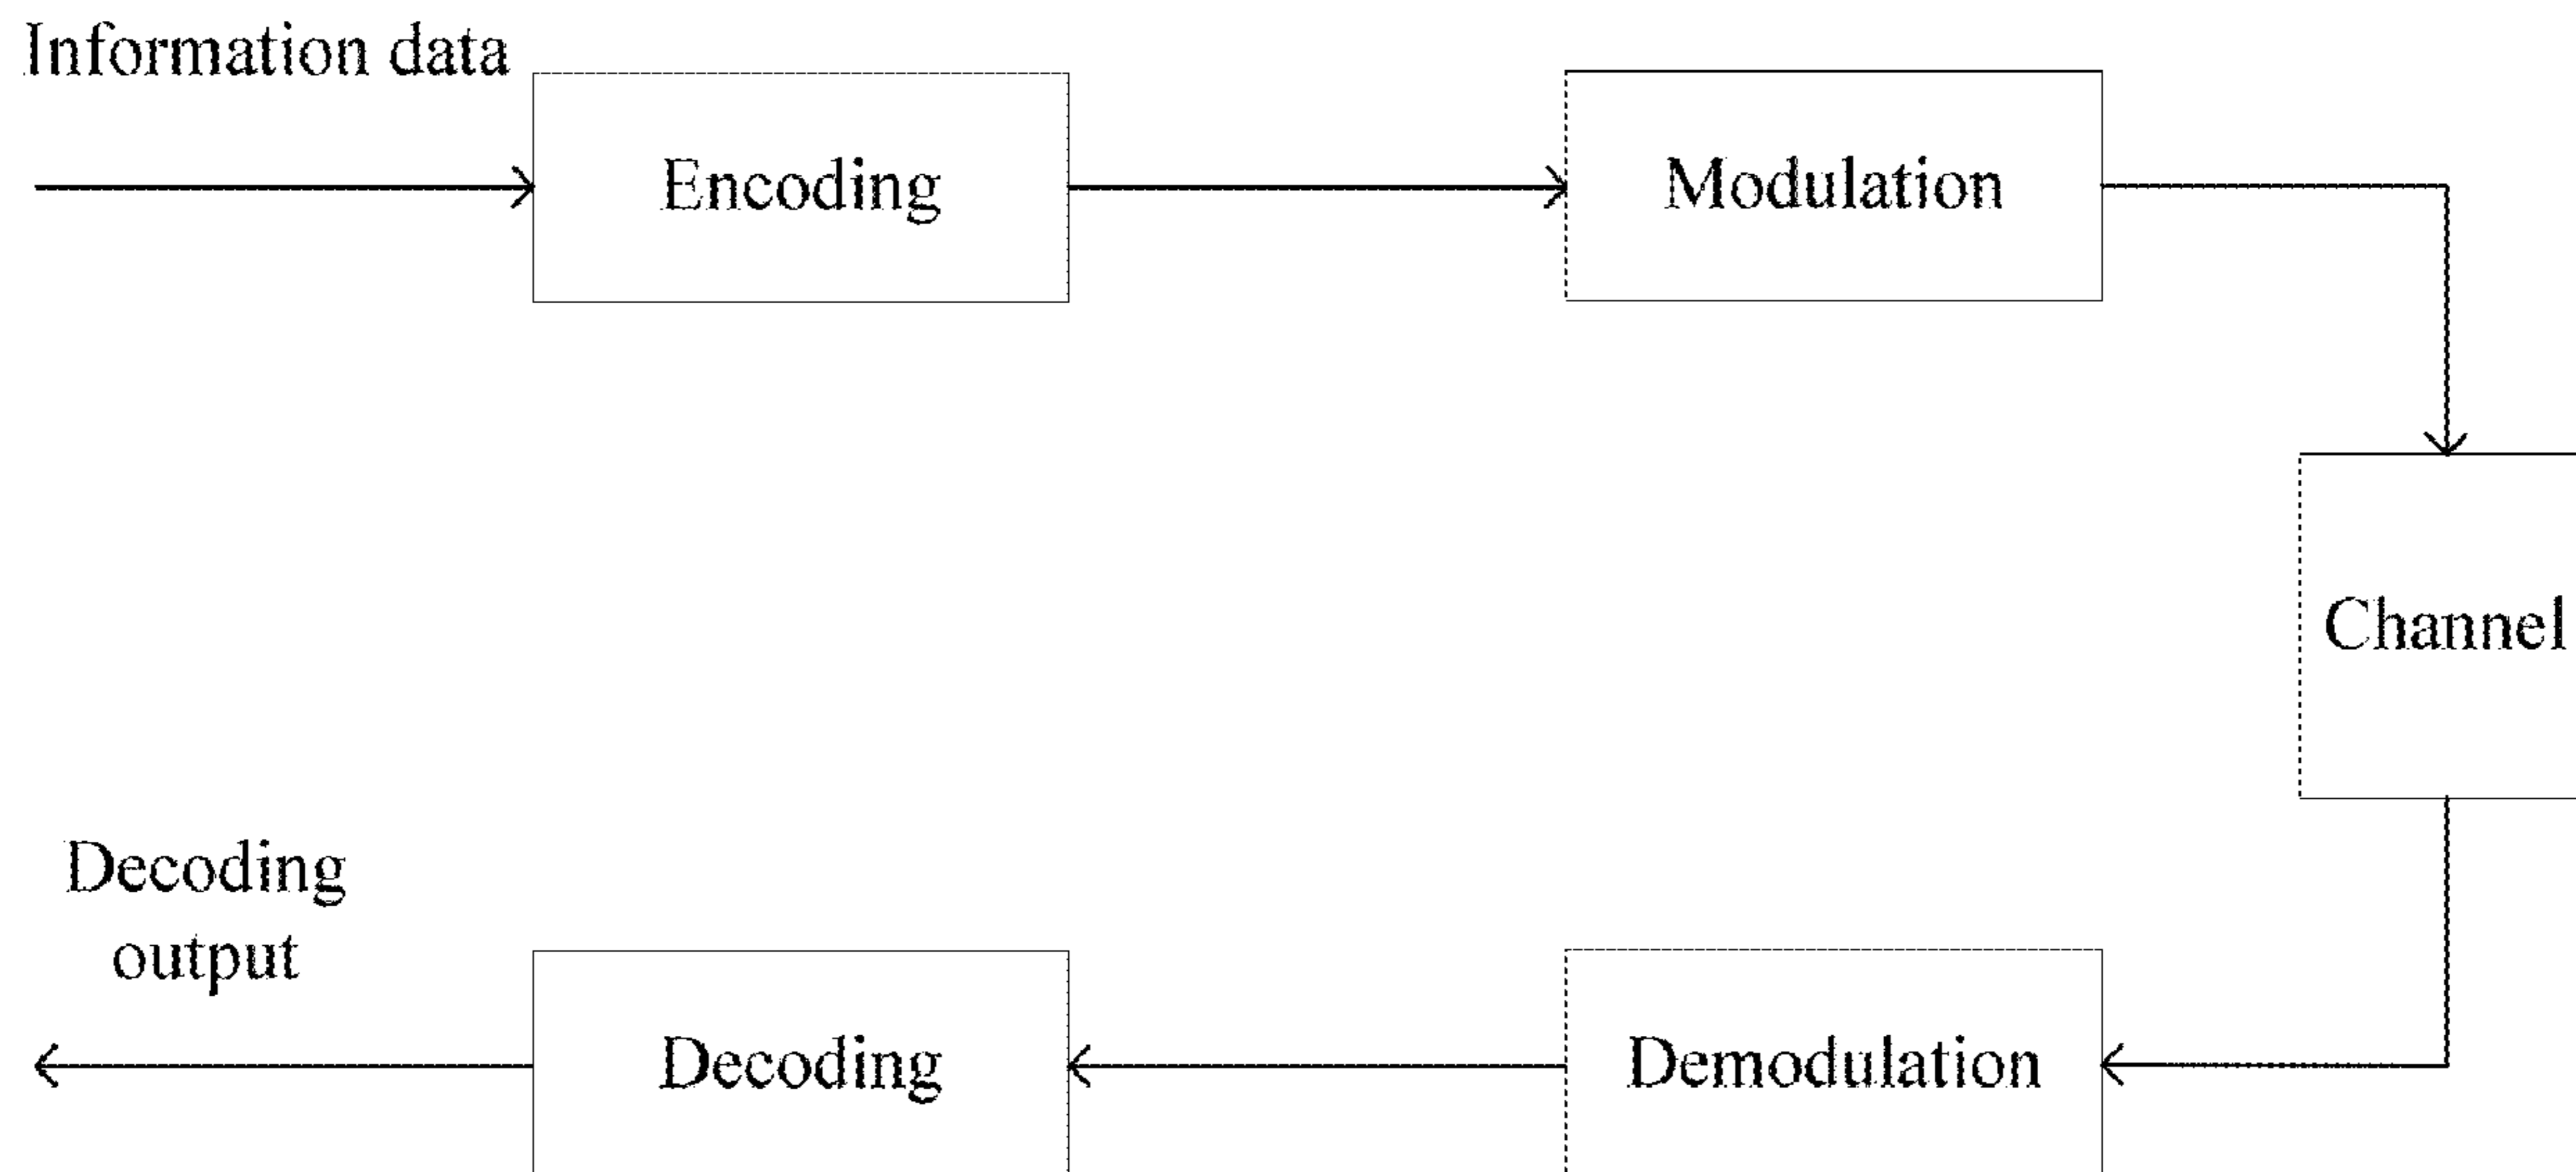 Information data
Encoding
Modulation
Channel
Decoding
output
Decoding
Demodulation